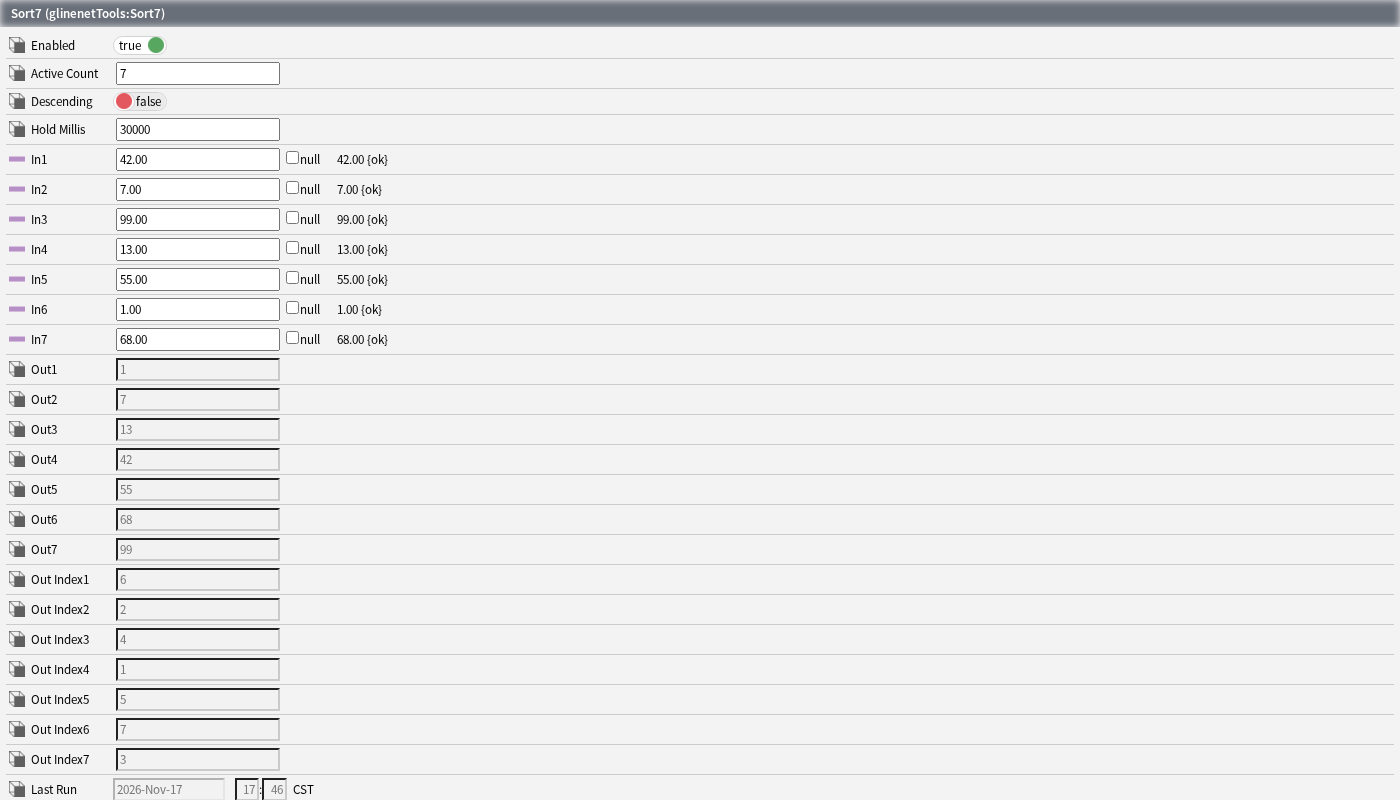 Sort7 (glinenetTools:Sort7)
Enabled true
Active Count 7
Descending false
Hold Millis 30000
In1 42.00 null 42.00 {ok}
In2 7.00 null 7.00 {ok}
In3 99.00 null 99.00 {ok}
In4 13.00 null 13.00 {ok}
In5 55.00 null 55.00 {ok}
In6 1.00 null 1.00 {ok}
In7 68.00 null 68.00 {ok}
Out1 1
Out2 7
Out3 13
Out4 42
Out5 55
Out6 68
Out7 99
Out Index1 6
Out Index2 2
Out Index3 4
Out Index4 1
Out Index5 5
Out Index6 7
Out Index7 3
Last Run 2026-Nov-17 17:46 CST